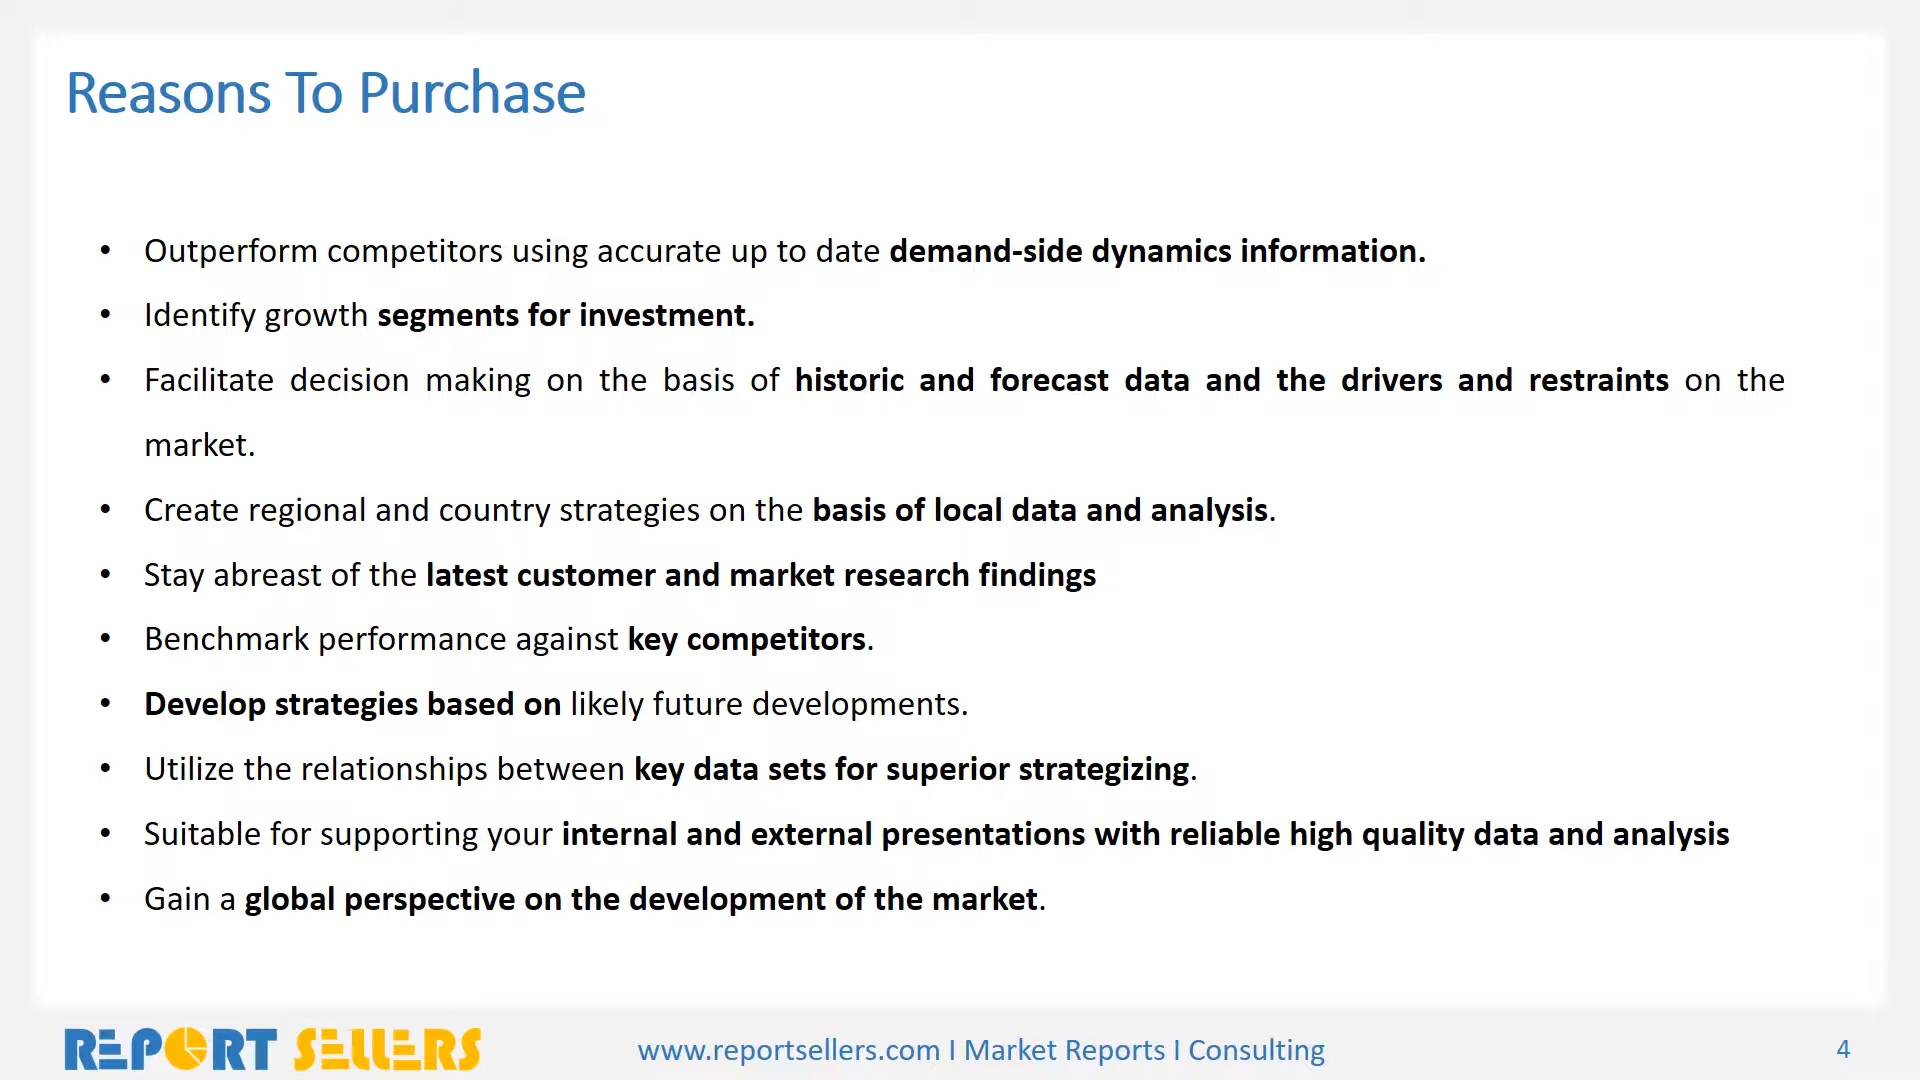 Reasons To Purchase
• Outperform competitors using accurate up to date demand-side dynamics information.
• Identify growth segments for investment.
• Facilitate decision making on the basis of historic and forecast data and the drivers and restraints on the
market.
• Create regional and country strategies on the basis of local data and analysis.
• Stay abreast of the latest customer and market research findings
• Benchmark performance against key competitors.
• Develop strategies based on likely future developments.
• Utilize the relationships between key data sets for superior strategizing.
• Suitable for supporting your internal and external presentations with reliable high quality data and analysis
• Gain a global perspective on the development of the market.
REPORT SELLERS
www.reportsellers.com I Market Reports I Consulting
4